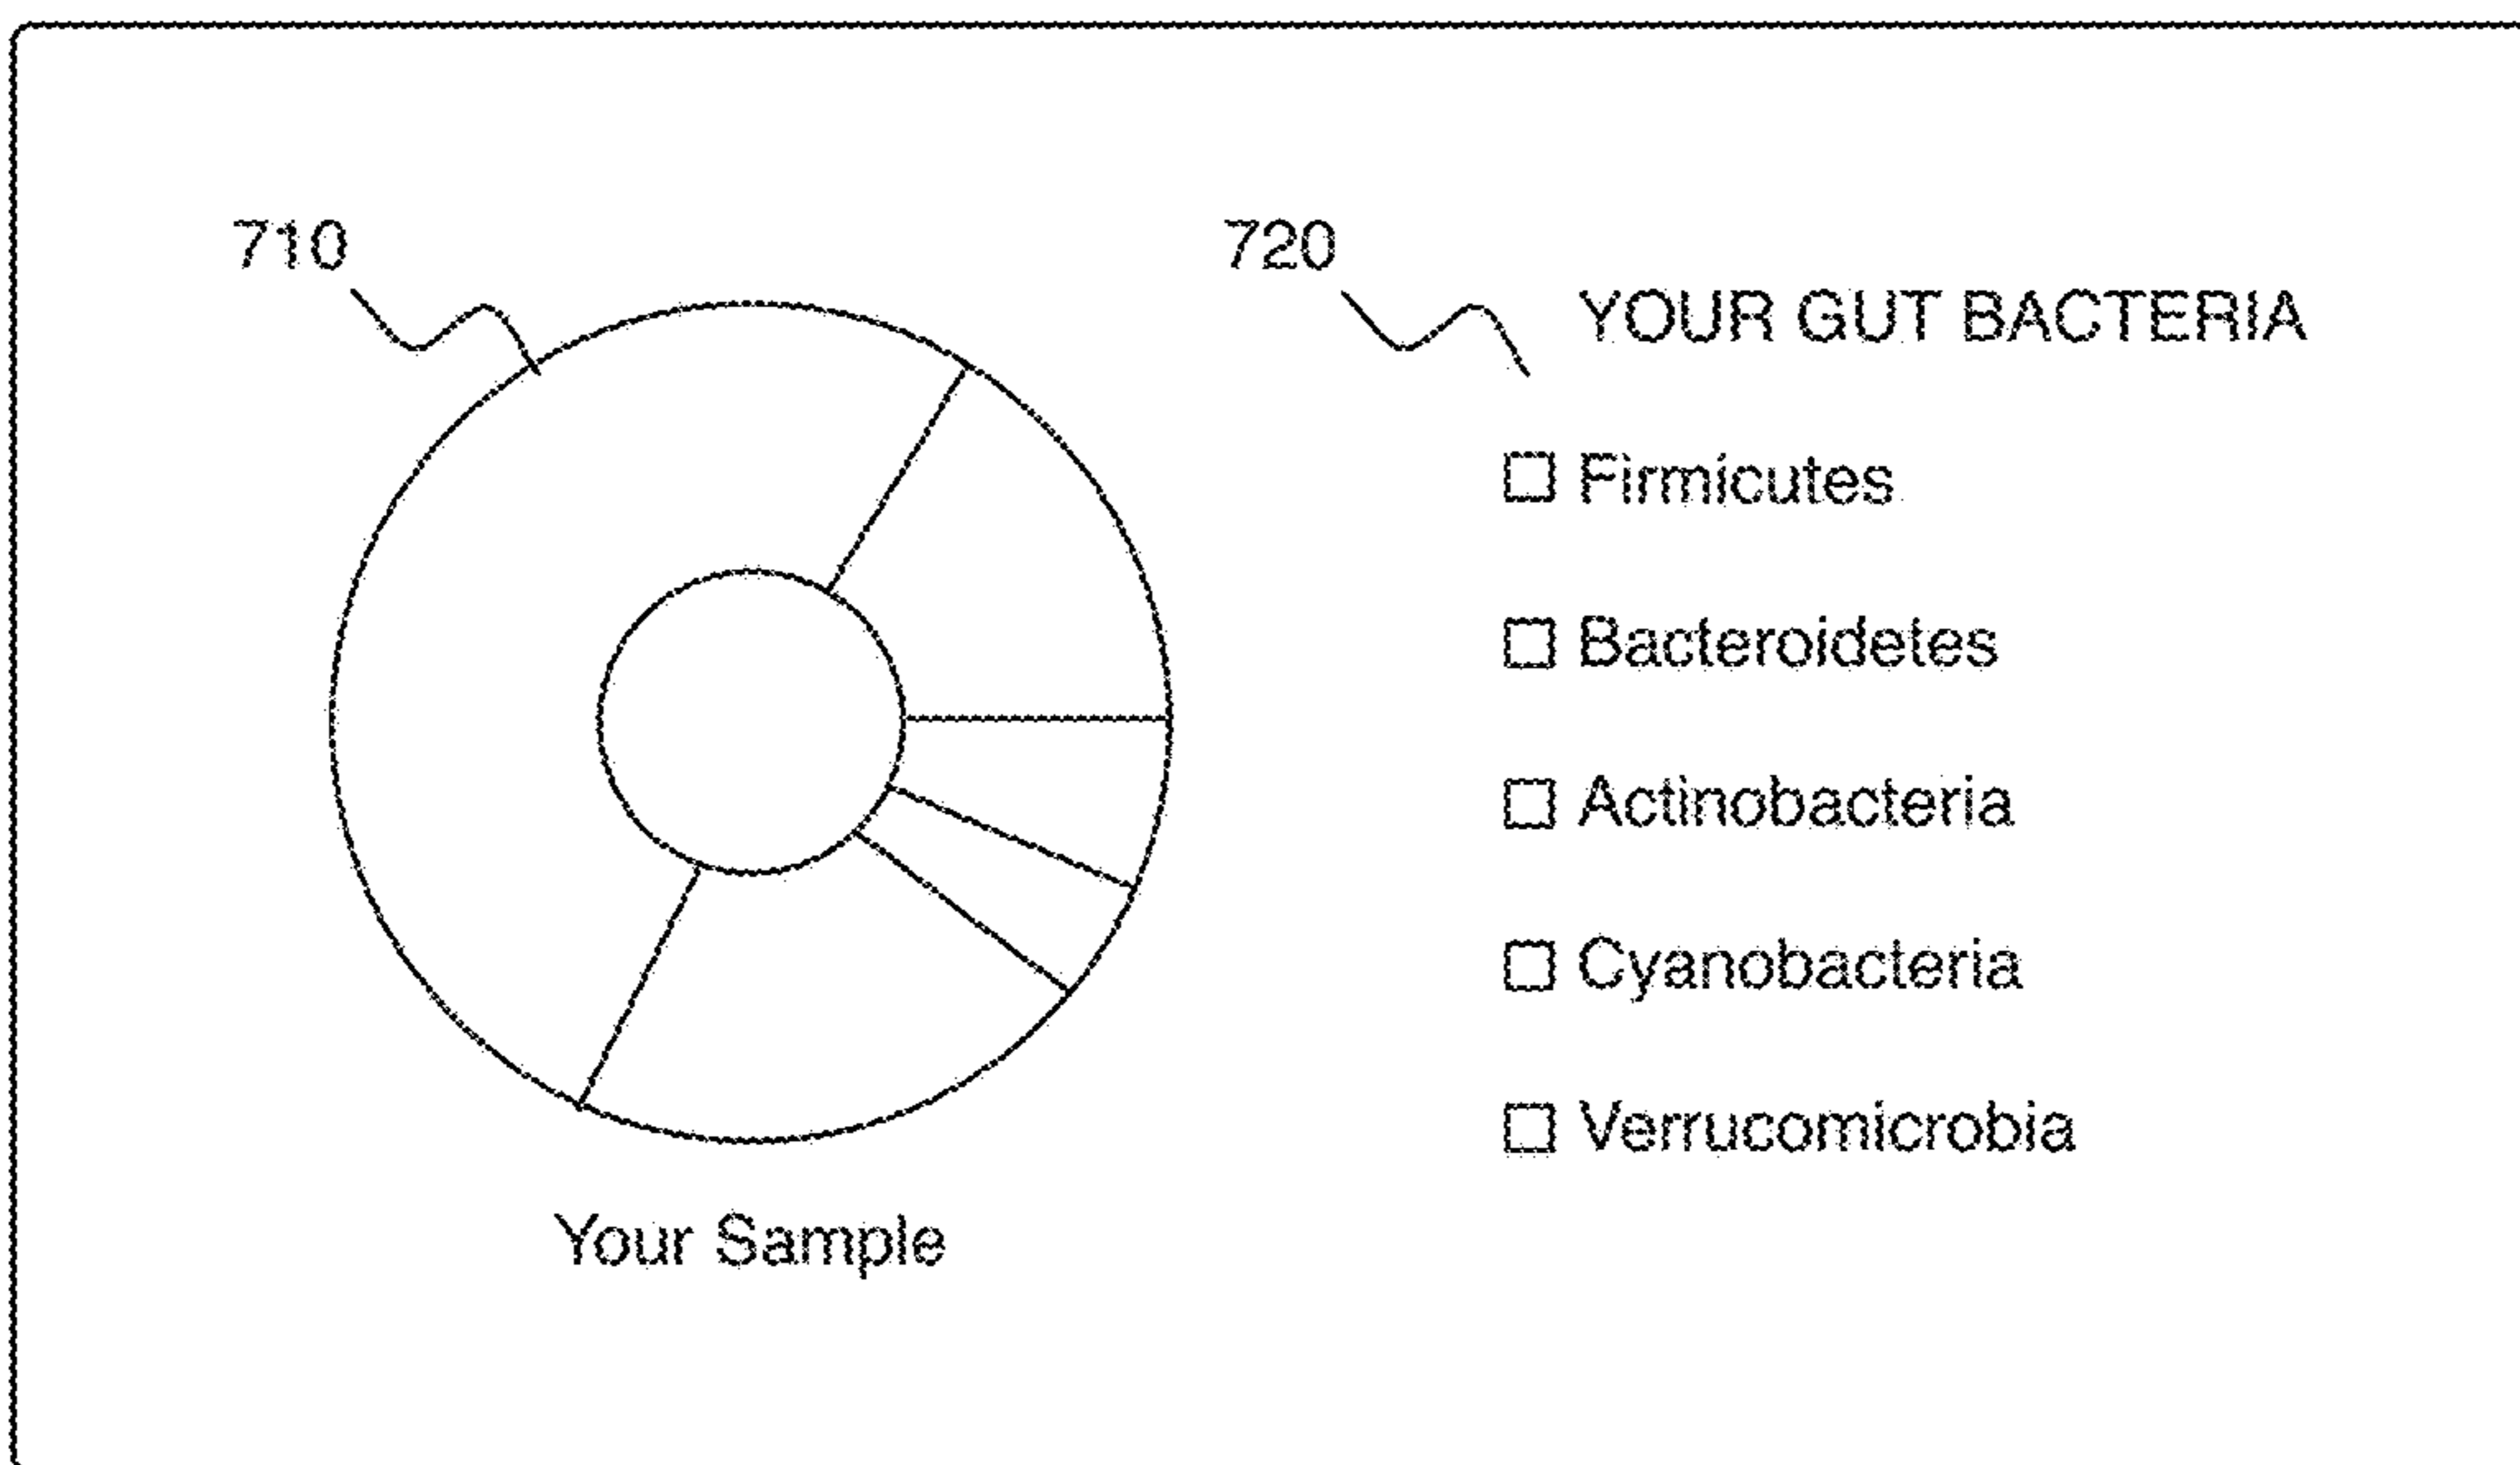 710
720
YOUR GUT BACTERIA
Firmicutes
Bacteroidetes
Actinobacteria
Cyanobacteria
Verrucomicrobia
Your Sample